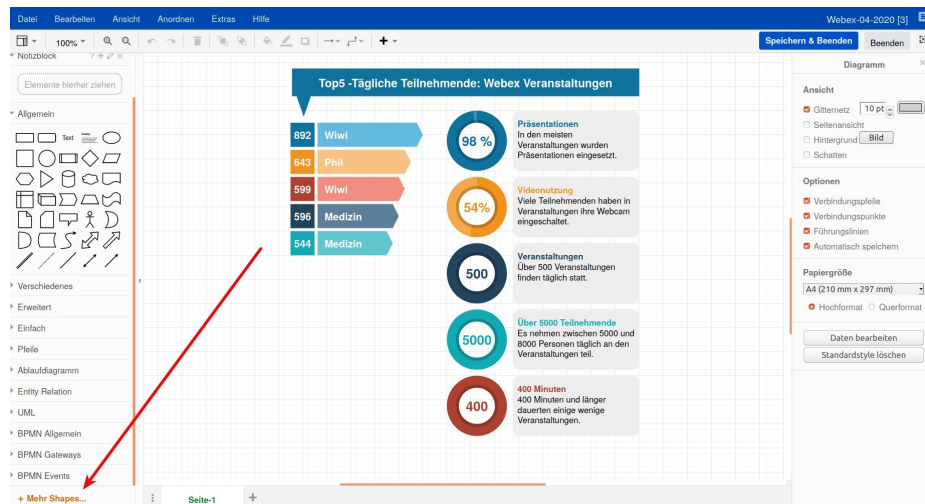 Datei Bearbeiten Ansicht Anordnen Extras Hilfe Webex-04-2020 [3]
100% Speichern & Beenden Beenden
Notizblock ?
Elemente hierher ziehen
Allgemein
Text
Verschiedenes
Erweitert
Einfach
Pfeile
Ablaufdiagramm
Entity Relation
UML
BPMN Allgemein
BPMN Gateways
BPMN Events
+ Mehr Shapes...
Top5 -Tägliche Teilnehmende: Webex Veranstaltungen
892 Wiwi
643 Phil
599 Wiwi
596 Medizin
544 Medizin
98 %
Präsentationen
In den meisten
Veranstaltungen wurden
Präsentationen eingesetzt.
54%
Videonutzung
Viele Teilnehmenden haben in
Veranstaltungen ihre Webcam
eingeschaltet.
500
Veranstaltungen
Über 500 Veranstaltungen
finden täglich statt.
5000
Über 5000 Teilnehmende
Es nehmen zwischen 5000 und
8000 Personen täglich an den
Veranstaltungen teil.
400
400 Minuten
400 Minuten und länger
dauerten einige wenige
Veranstaltungen.
Seite-1
Diagramm
Ansicht
Gitternetz 10 pt
Seitenansicht
Hintergrund Bild
Schatten
Optionen
Verbindungspfeile
Verbindungspunkte
Führungslinien
Automatisch speichern
Papiergröße
A4 (210 mm x 297 mm)
Hochformat Querformat
Daten bearbeiten
Standardstyle löschen